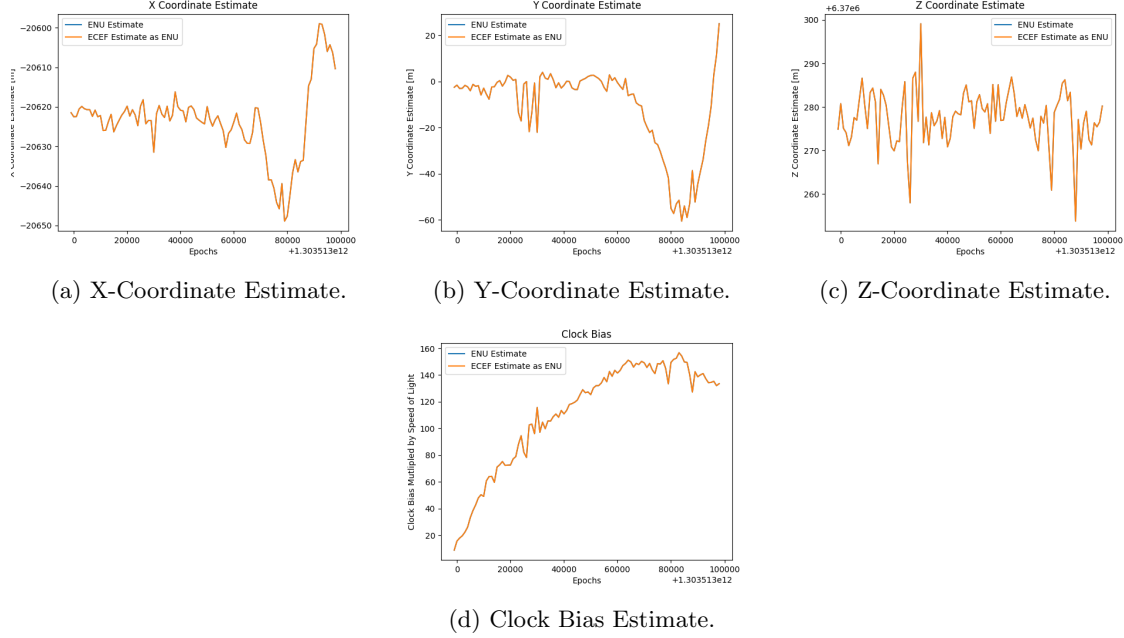 X Coordinate Estimate
ENU Estimate
ECEF Estimate as ENU
Coordinate Estimate [m]
−20600
−20610
−20620
−20630
−20640
−20650
0 20000 40000 60000 80000 100000
Epochs +1.303513e12
(a) X-Coordinate Estimate.
Y Coordinate Estimate
ENU Estimate
ECEF Estimate as ENU
Y Coordinate Estimate [m]
20
0
−20
−40
−60
0 20000 40000 60000 80000 100000
Epochs +1.303513e12
(b) Y-Coordinate Estimate.
+6.37e6 Z Coordinate Estimate
ENU Estimate
ECEF Estimate as ENU
Z Coordinate Estimate [m]
300
290
280
270
260
0 20000 40000 60000 80000 100000
Epochs +1.303513e12
(c) Z-Coordinate Estimate.
Clock Bias
ENU Estimate
ECEF Estimate as ENU
Clock Bias Mutlipled by Speed of Light
160
140
120
100
80
60
40
20
0 20000 40000 60000 80000 100000
Epochs +1.303513e12
(d) Clock Bias Estimate.